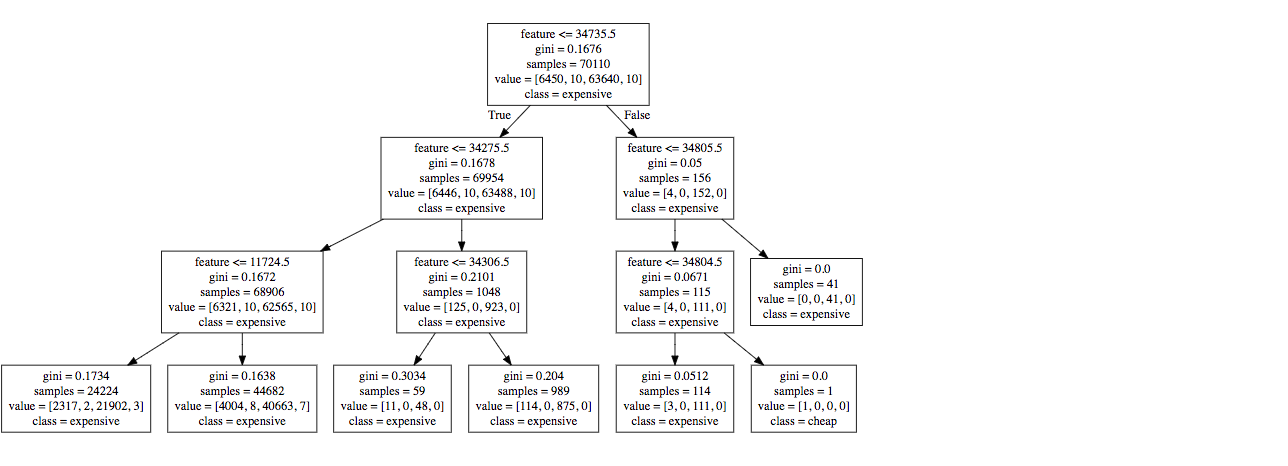 feature <= 34735.5
gini = 0.1676
samples = 70110
value = [6450, 10, 63640, 10]
class = expensive
True
False
feature <= 34275.5
gini = 0.1678
samples = 69954
value = [6446, 10, 63488, 10]
class = expensive
feature <= 34805.5
gini = 0.05
samples = 156
value = [4, 0, 152, 0]
class = expensive
feature <= 11724.5
gini = 0.1672
samples = 68906
value = [6321, 10, 62565, 10]
class = expensive
feature <= 34306.5
gini = 0.2101
samples = 1048
value = [125, 0, 923, 0]
class = expensive
feature <= 34804.5
gini = 0.0671
samples = 115
value = [4, 0, 111, 0]
class = expensive
gini = 0.0
samples = 41
value = [0, 0, 41, 0]
class = expensive
gini = 0.1734
samples = 24224
value = [2317, 2, 21902, 3]
class = expensive
gini = 0.1638
samples = 44682
value = [4004, 8, 40663, 7]
class = expensive
gini = 0.3034
samples = 59
value = [11, 0, 48, 0]
class = expensive
gini = 0.204
samples = 989
value = [114, 0, 875, 0]
class = expensive
gini = 0.0512
samples = 114
value = [3, 0, 111, 0]
class = expensive
gini = 0.0
samples = 1
value = [1, 0, 0, 0]
class = cheap